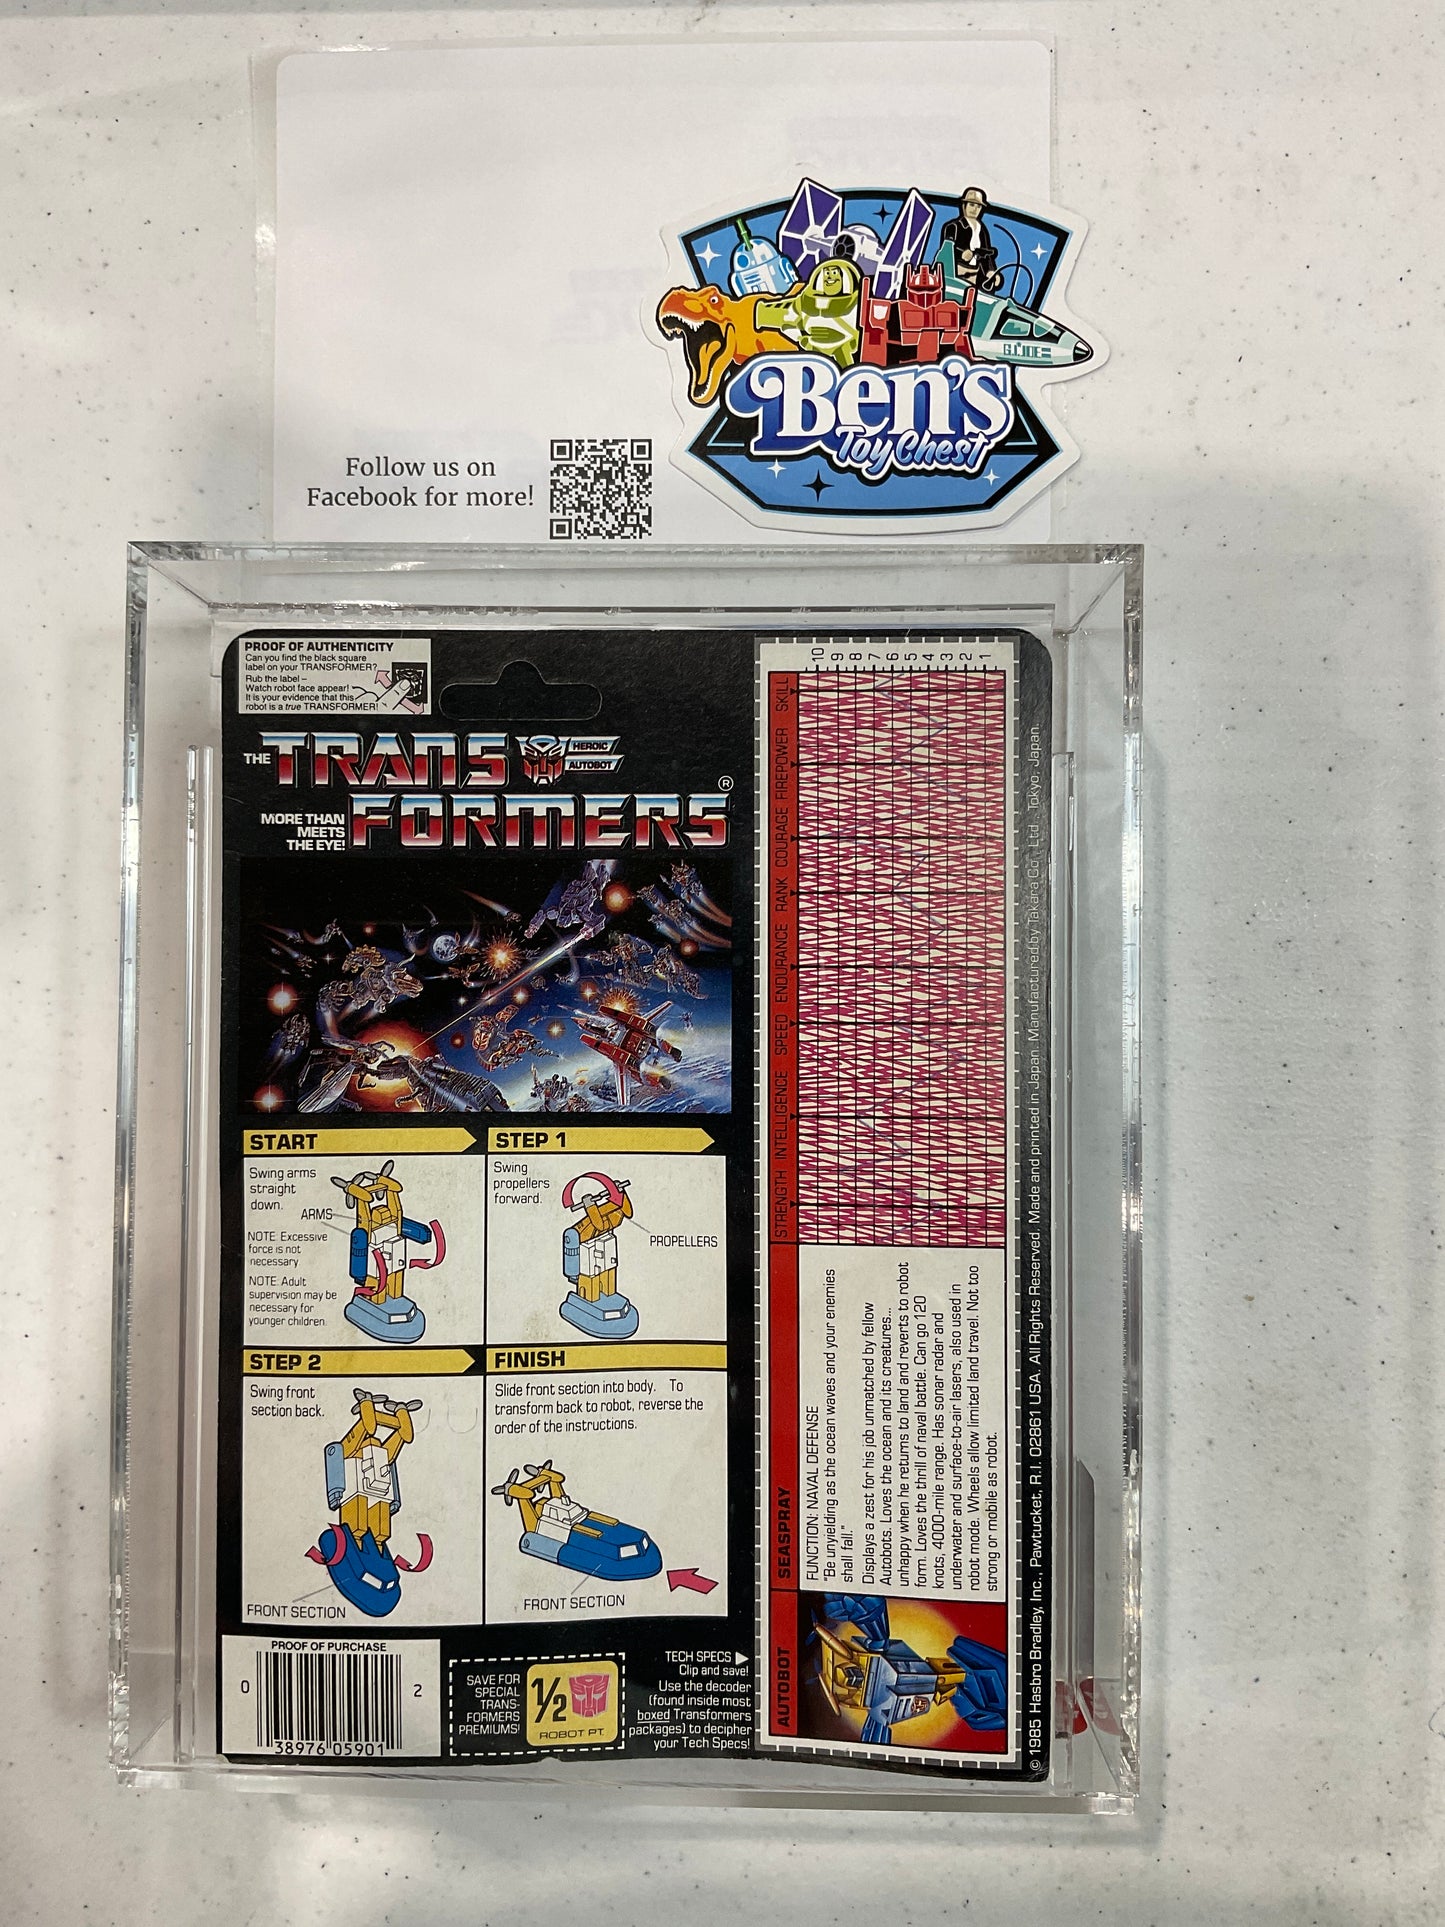 G.I.JOE
Ben's
Toy Chest
Follow us on
Facebook for more!
PROOF OF AUTHENTICITY
Can you find the black square
label on your TRANSFORMER?
Rub the label –
Watch robot face appear!
It is your evidence that this
robot is a true TRANSFORMER!
THE TRANSFORMERS®
HEROIC
AUTOBOT
MORE THAN
MEETS
THE EYE!
START
Swing arms
straight
down.
ARMS
NOTE: Excessive
force is not
necessary
NOTE: Adult
supervision may be
necessary for
younger children.
STEP 1
Swing
propellers
forward.
PROPELLERS
STEP 2
Swing front
section back.
FRONT SECTION
FINISH
Slide front section into body. To
transform back to robot, reverse the
order of the instructions.
FRONT SECTION
PROOF OF PURCHASE
0 38976 05901 2
SAVE FOR
SPECIAL
TRANS-
FORMERS
PREMIUMS!
1/2
ROBOT PT.
TECH SPECS ▶
Clip and save!
Use the decoder
(found inside most
boxed Transformers
packages) to decipher
your Tech Specs!
AUTOBOT SEASPRAY STRENGTH INTELLIGENCE SPEED ENDURANCE RANK COURAGE FIREPOWER SKILL
10
9
8
7
6
5
4
3
2
1
FUNCTION: NAVAL DEFENSE
"Be unyielding as the ocean waves and your enemies
shall fall."
Displays a zest for his job unmatched by fellow
Autobots. Loves the ocean and its creatures...
unhappy when he returns to land and reverts to robot
form. Loves the thrill of naval battle. Can go 120
knots, 4000-mile range. Has sonar radar and
underwater and surface-to-air lasers, also used in
robot mode. Wheels allow limited land travel. Not too
strong or mobile as robot.
© 1985 Hasbro Bradley, Inc., Pawtucket, R.I. 02861 USA. All Rights Reserved. Made and printed in Japan. Manufactured by Takara Co., Ltd., Tokyo, Japan.